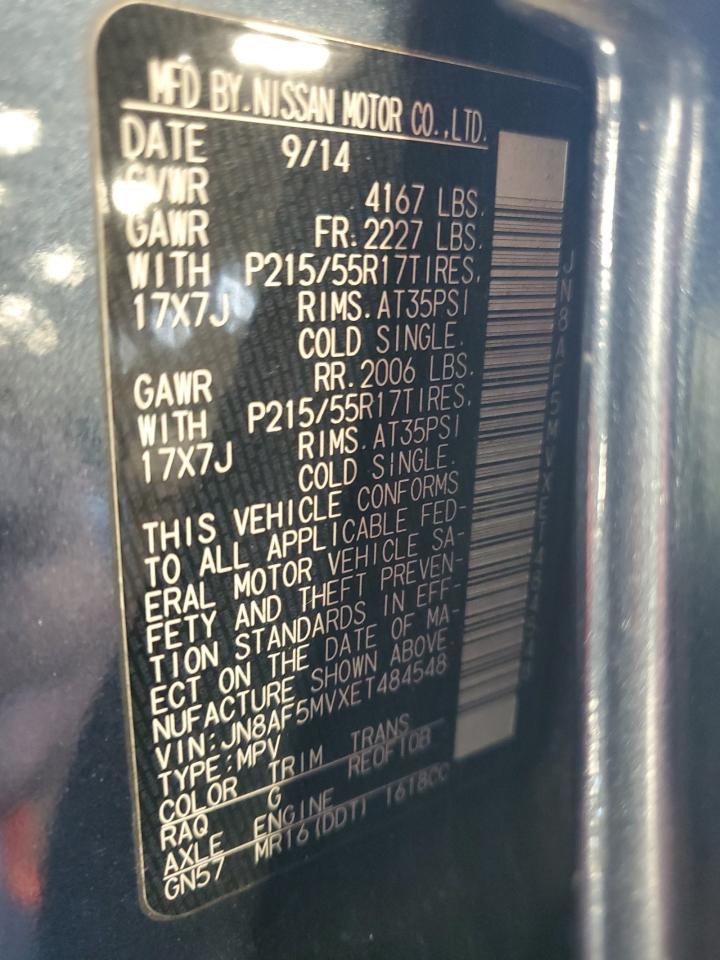 MFD BY.NISSAN MOTOR CO.,LTD.
DATE 9/14
GVWR 4167 LBS.
GAWR FR. 2227 LBS.
WITH P215/55R17TIRES,
17X7J RIMS. AT35PSI
COLD SINGLE.
GAWR RR. 2006 LBS.
WITH P215/55R17TIRES,
17X7J RIMS. AT35PSI
COLD SINGLE.
THIS VEHICLE CONFORMS
TO ALL APPLICABLE FED-
ERAL MOTOR VEHICLE SA-
FETY AND THEFT PREVEN-
TION STANDARDS IN EFF-
ECT ON THE DATE OF MA-
NUFACTURE SHOWN ABOVE.
VIN:JN8AF5MVXET484548
TYPE:MPV
COLOR TRIM TRANS
RAQ G RE0F10B
AXLE ENGINE
GN57 MR16(DDT) 1618CC
JN8AF5MVXET484548